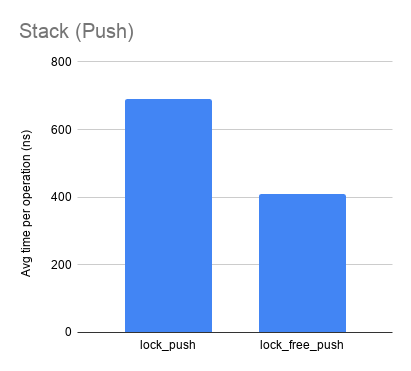 Stack (Push)
800
600
400
200
0
Avg time per operation (ns)
lock_push
lock_free_push